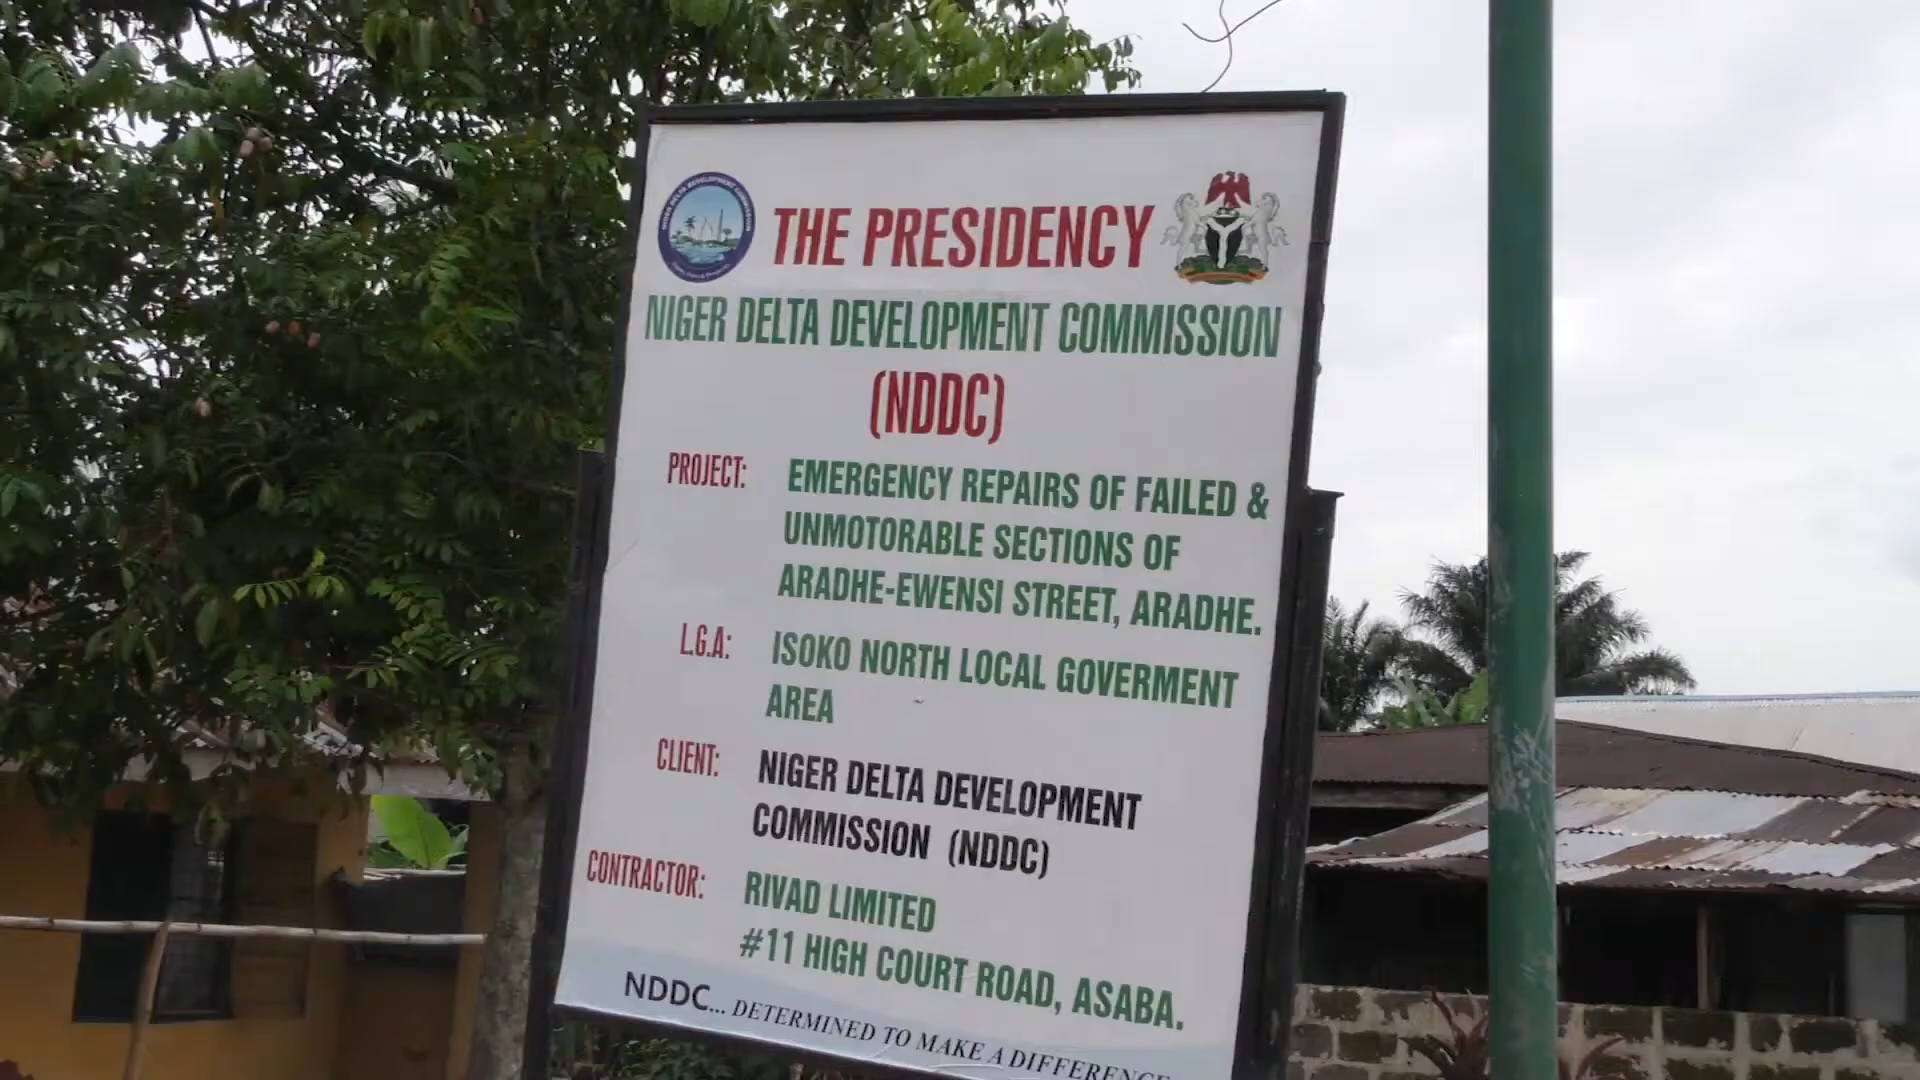 THE PRESIDENCY
NIGER DELTA DEVELOPMENT COMMISSION
(NDDC)
PROJECT: EMERGENCY REPAIRS OF FAILED &
UNMOTORABLE SECTIONS OF
ARADHE-EWENSI STREET, ARADHE.
L.G.A: ISOKO NORTH LOCAL GOVERMENT
AREA
CLIENT: NIGER DELTA DEVELOPMENT
COMMISSION (NDDC)
CONTRACTOR: RIVAD LIMITED
#11 HIGH COURT ROAD, ASABA.
NDDC... DETERMINED TO MAKE A DIFFERENCE